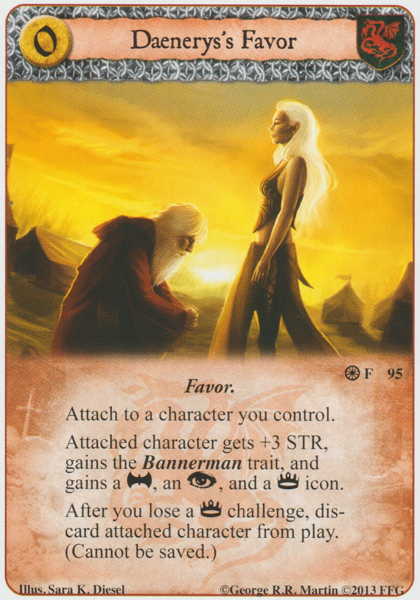 0
Daenerys's Favor
F 95
Favor.
Attach to a character you control.
Attached character gets +3 STR,
gains the Bannerman trait, and
gains a , an , and a icon.
After you lose a challenge, dis-
card attached character from play.
(Cannot be saved.)
Illus. Sara K. Diesel ©George R.R. Martin ©2013 FFG